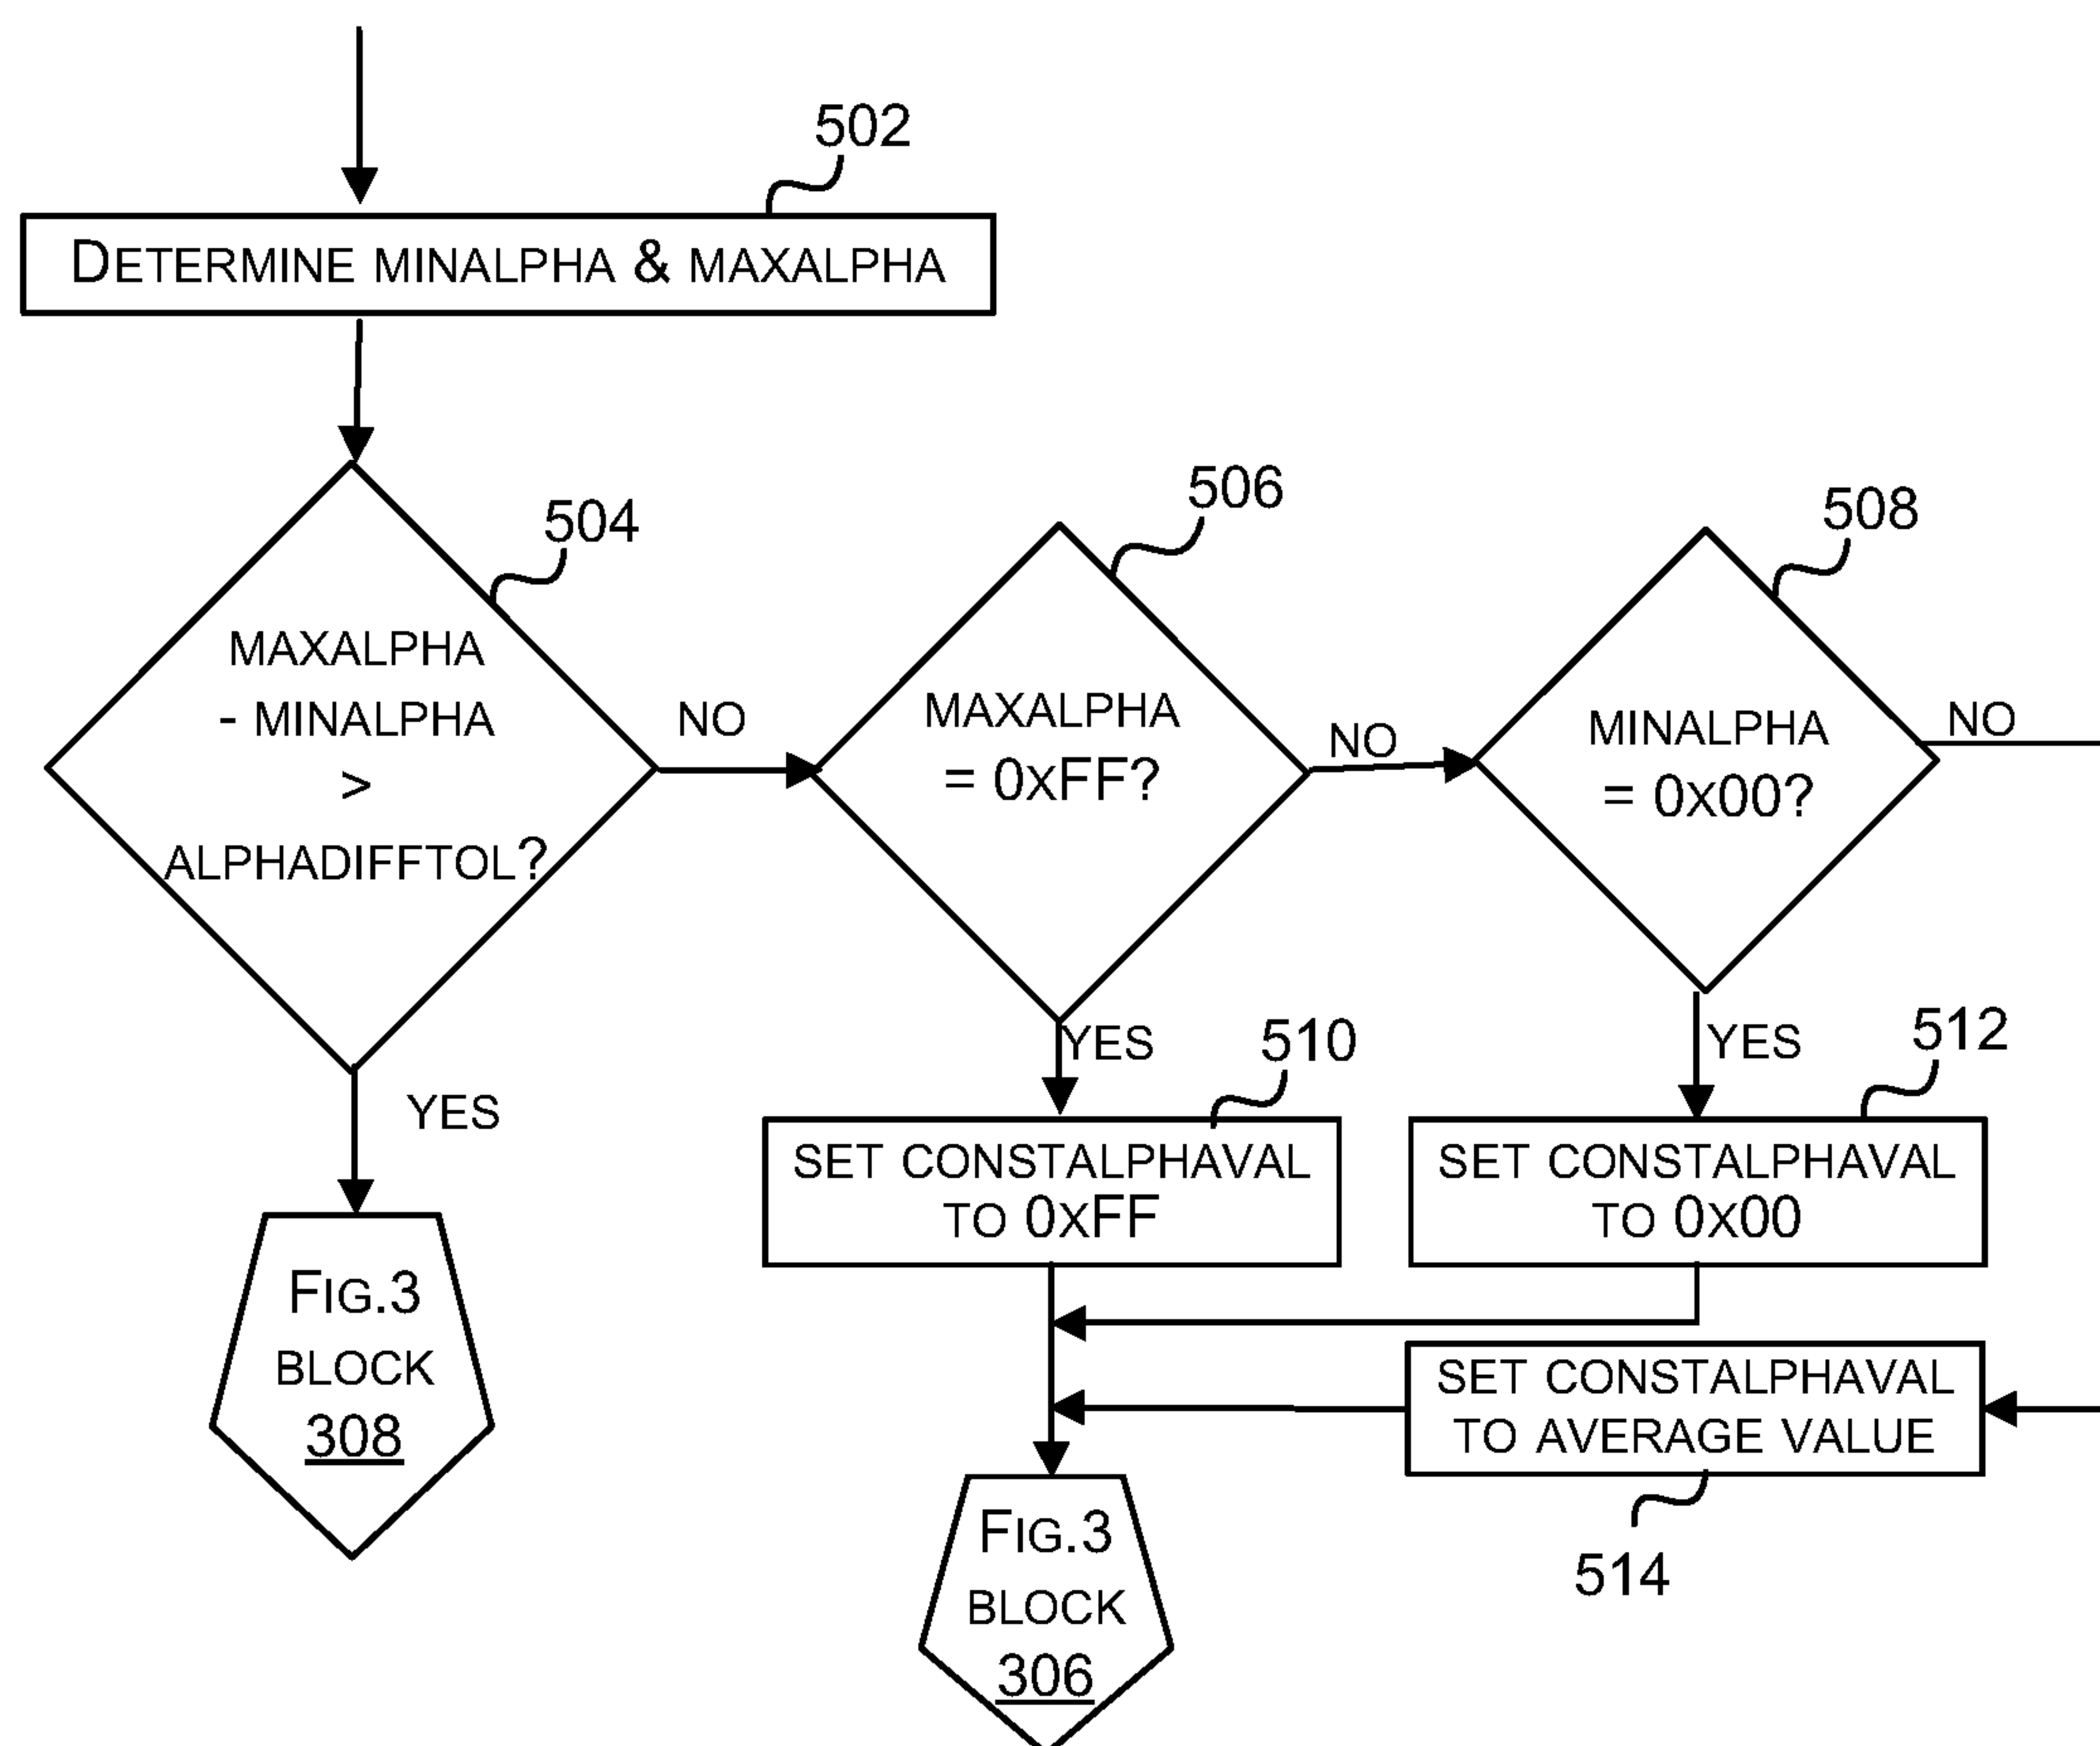 502
DETERMINE MINALPHA & MAXALPHA
504
MAXALPHA
- MINALPHA
>
ALPHADIFFTOL?
NO
YES
506
MAXALPHA
= 0XFF?
NO
YES
508
MINALPHA
= 0X00?
NO
YES
510
SET CONSTALPHAVAL
TO 0XFF
512
SET CONSTALPHAVAL
TO 0X00
SET CONSTALPHAVAL
TO AVERAGE VALUE
514
FIG.3
BLOCK
308
FIG.3
BLOCK
306